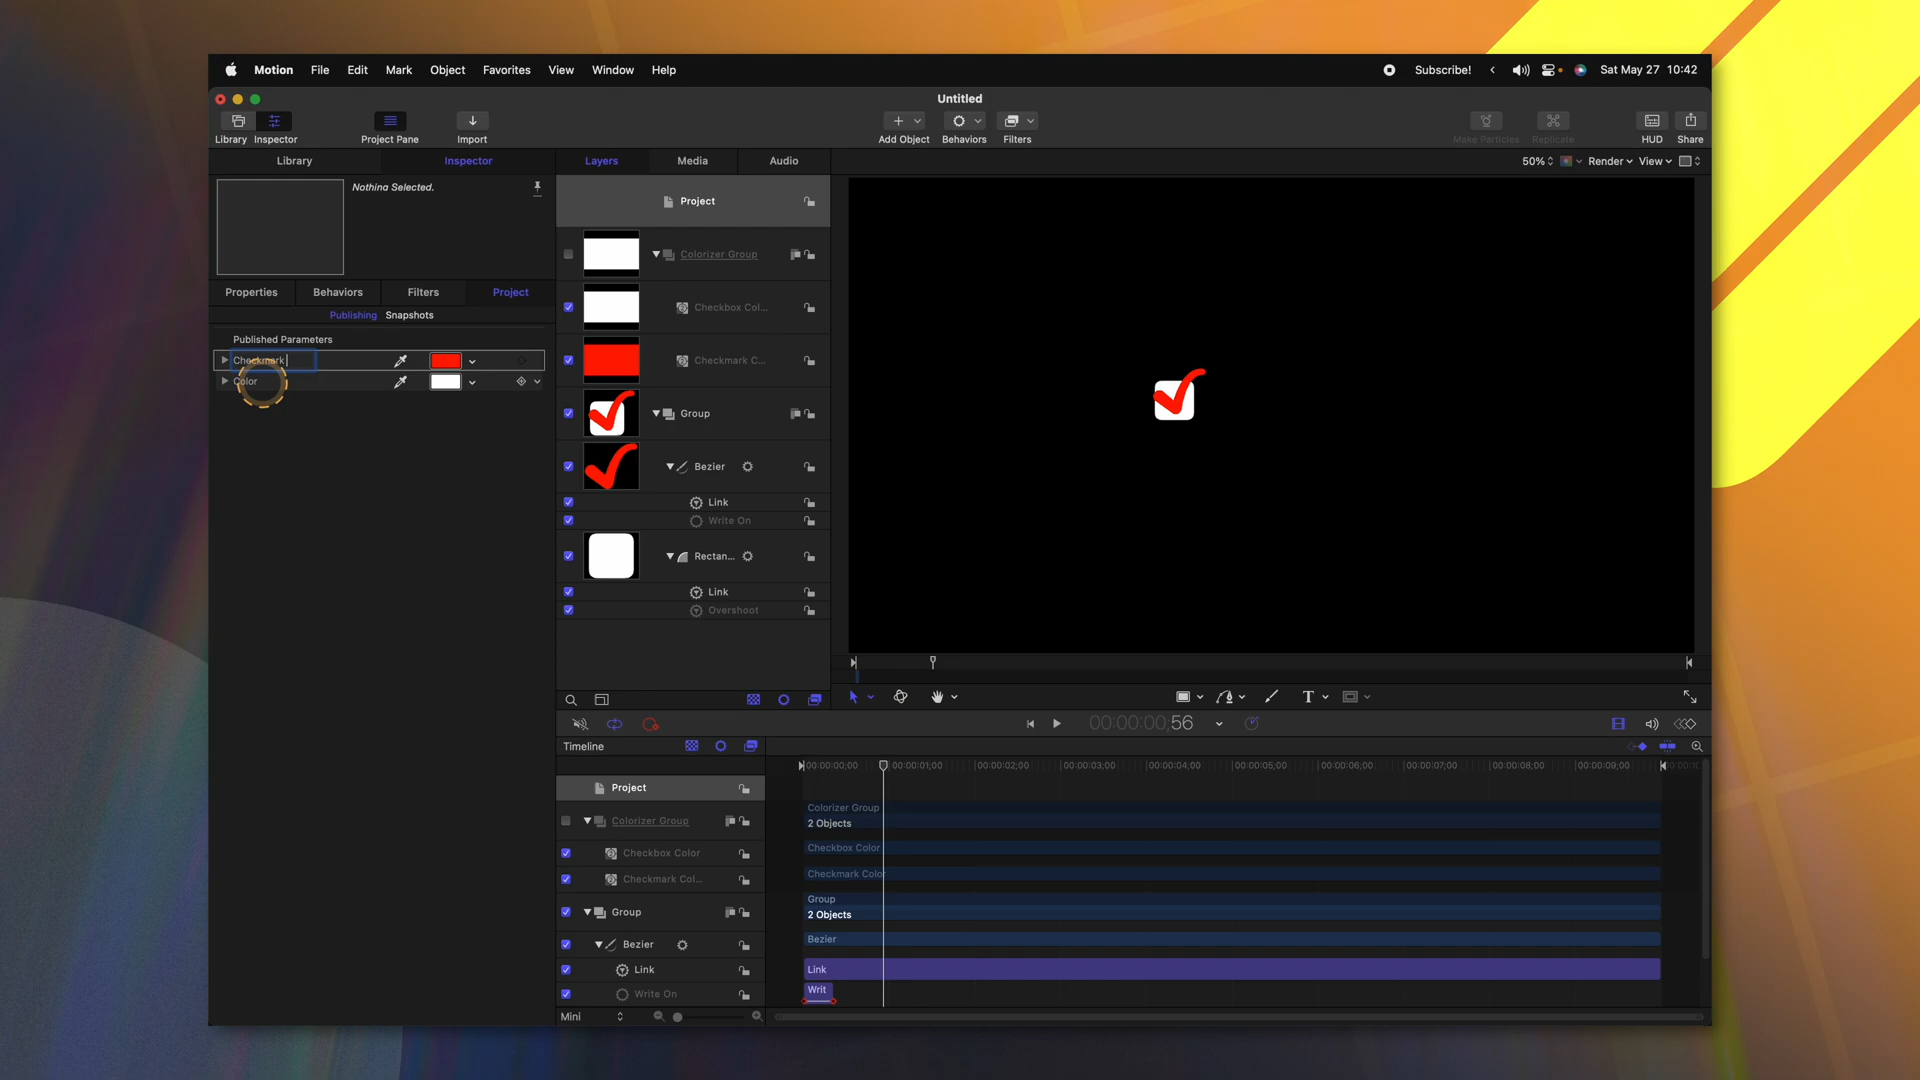 Motion File Edit Mark Object Favorites View Window Help Subscribe! Sat May 27 10:42
Untitled
Library Inspector Project Pane Import Add Object Behaviors Filters Make Particles Replicate HUD Share
Library Inspector Layers Media Audio 50% Render View
Nothing Selected.
Project
Colorizer Group
Properties Behaviors Filters Project
Publishing Snapshots
Checkbox Col...
Published Parameters
Checkmark
Checkmark C...
Color
Group
Bezier
Link
Write On
Rectan...
Link
Overshoot
T
00:00:00;56
Timeline
00:00:00;00 00:00:01;00 00:00:02;00 00:00:03;00 00:00:04;00 00:00:05;00 00:00:06;00 00:00:07;00 00:00:08;00 00:00:09;00
Project
Colorizer Group
Colorizer Group
2 Objects
Checkbox Color
Checkbox Color
Checkmark Col...
Checkmark Color
Group
Group
2 Objects
Bezier
Bezier
Link
Link
Write On
Writ
Mini